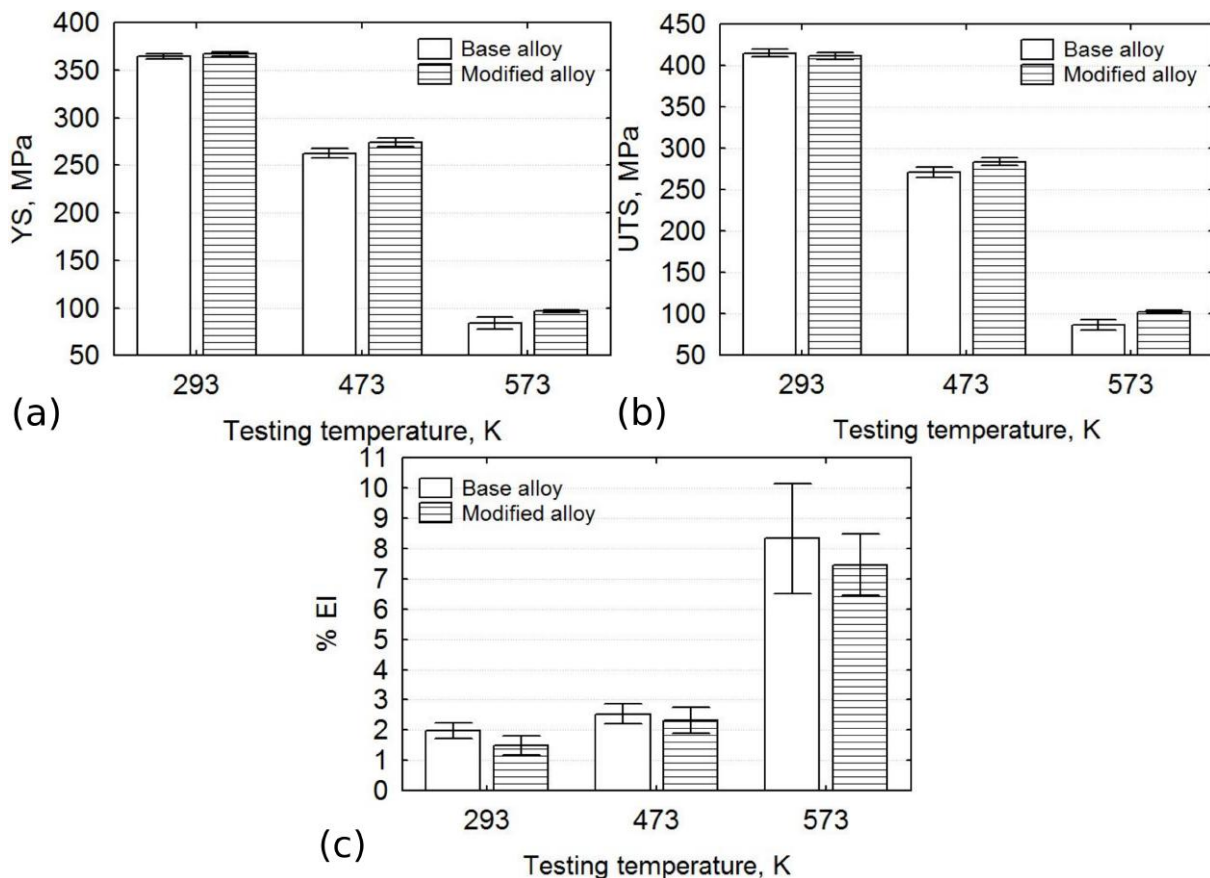 400
350
300
250
200
150
100
50
YS, MPa
Base alloy
Modified alloy
293 473 573
Testing temperature, K
(a)
450
400
350
300
250
200
150
100
50
UTS, MPa
Base alloy
Modified alloy
293 473 573
Testing temperature, K
(b)
11
10
9
8
7
6
5
4
3
2
1
0
% El
Base alloy
Modified alloy
293 473 573
Testing temperature, K
(c)